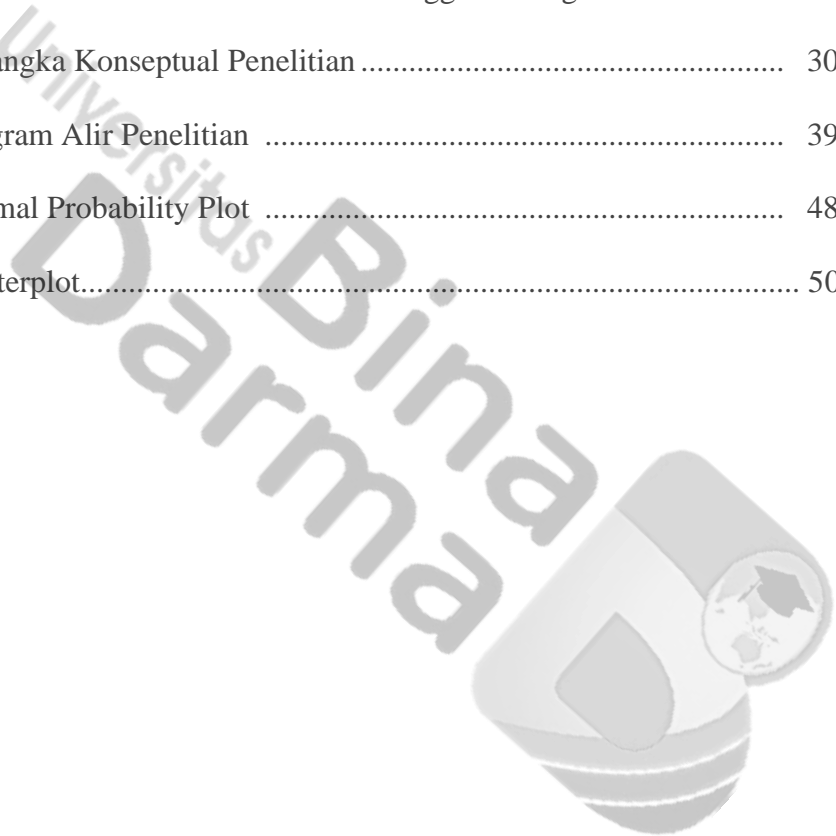 angka Konseptual Penelitian ................................................................ 30
gram Alir Penelitian ............................................................................... 39
mal Probability Plot ............................................................................... 48
terplot........................................................................................................... 50
Universitas
Bina
Darma